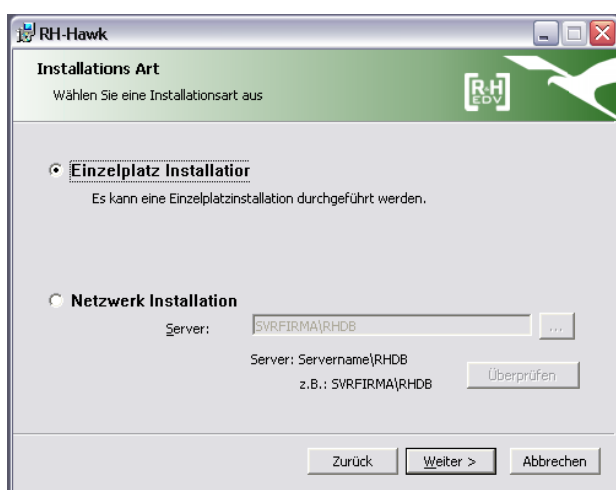 RH-Hawk
Installations Art
Wählen Sie eine Installationsart aus
R+H
EDV
Einzelplatz Installation
Es kann eine Einzelplatzinstallation durchgeführt werden.
Netzwerk Installation
Server: SVRFIRMA\RHDB ...
Server: Servername\RHDB
z.B.: SVRFIRMA\RHDB
Überprüfen
Zurück Weiter > Abbrechen